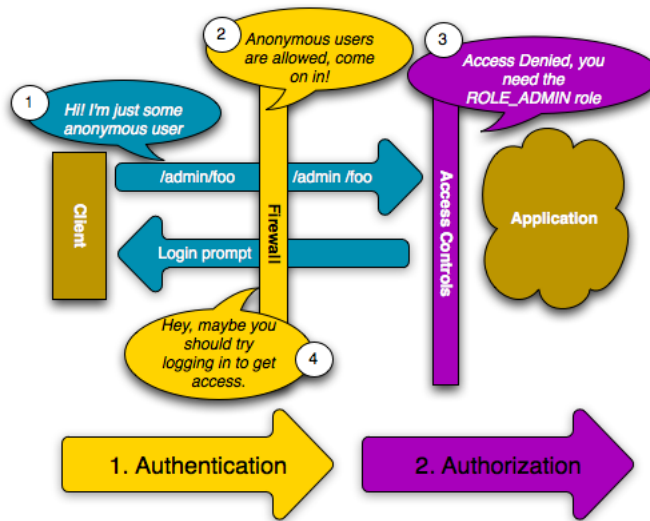 1
Hi! I'm just some
anonymous user
2
Anonymous users
are allowed, come
on in!
3
Access Denied, you
need the
ROLE_ADMIN role
Client
/admin/foo
Firewall
/admin /foo
Access Controls
Application
Login prompt
Hey, maybe you
should try
logging in to get
access.
4
1. Authentication
2. Authorization